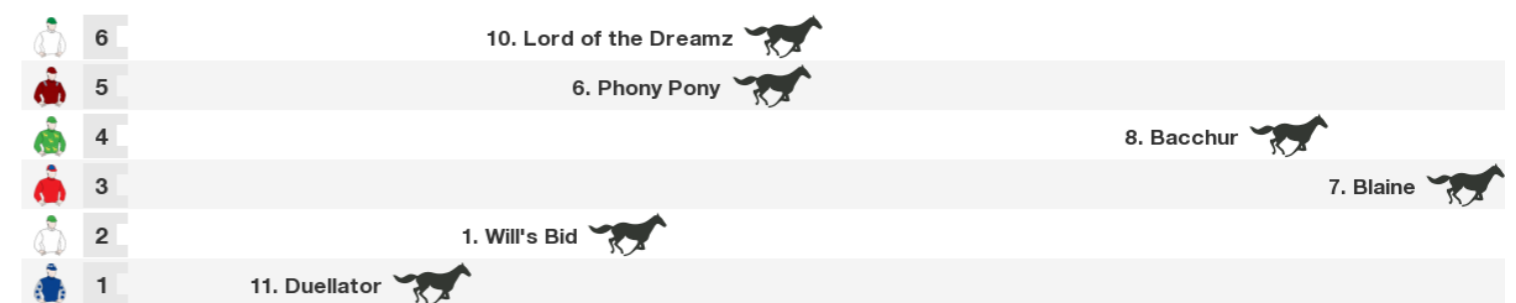 6 10. Lord of the Dreamz
5 6. Phony Pony
4 8. Bacchur
3 7. Blaine
2 1. Will's Bid
1 11. Duellator